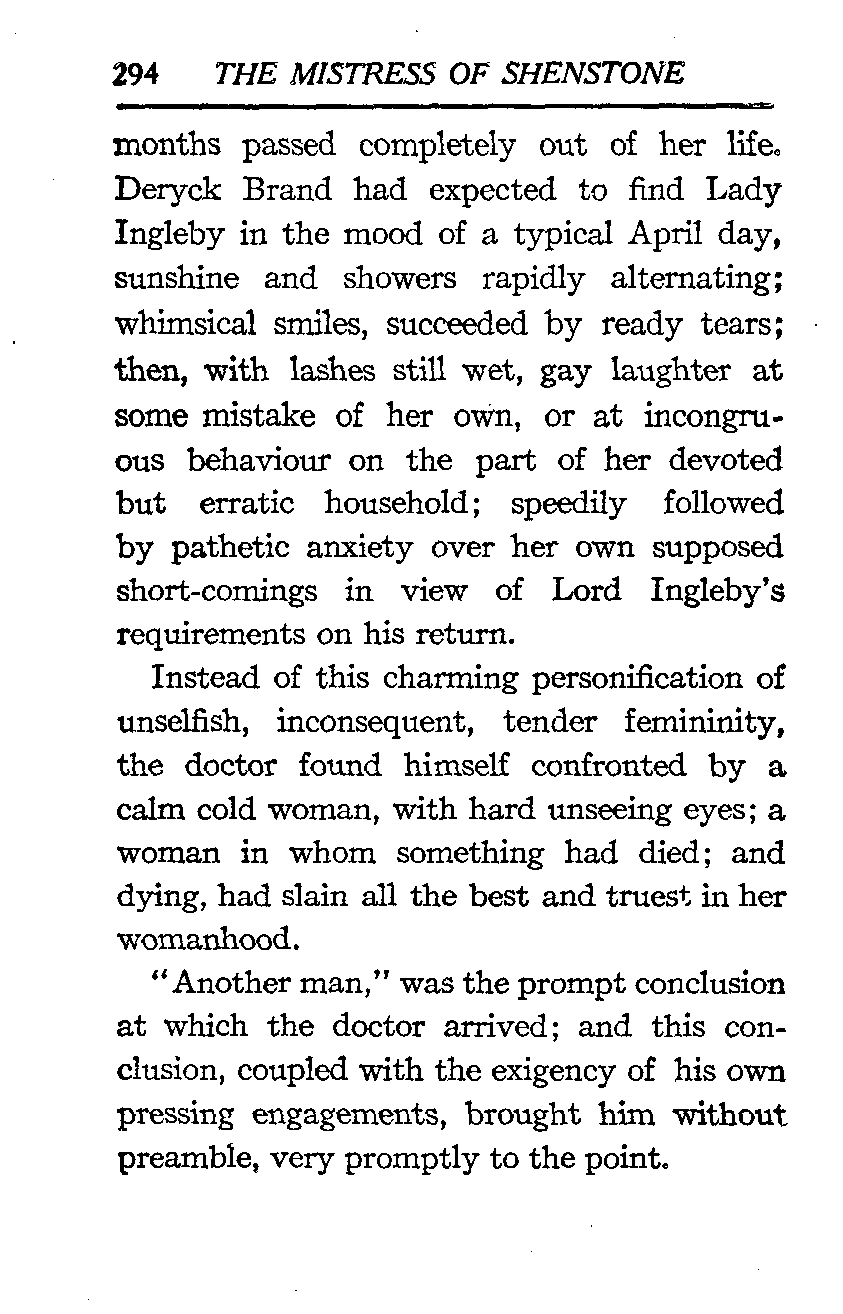 294 THE MISTRESS OF SHENSTONE
months passed completely out of her life.
Deryck Brand had expected to find Lady
Ingleby in the mood of a typical April day,
sunshine and showers rapidly alternating;
whimsical smiles, succeeded by ready tears;
then, with lashes still wet, gay laughter at
some mistake of her own, or at incongru-
ous behaviour on the part of her devoted
but erratic household; speedily followed
by pathetic anxiety over her own supposed
short-comings in view of Lord Ingleby's
requirements on his return.
Instead of this charming personification of
unselfish, inconsequent, tender femininity,
the doctor found himself confronted by a
calm cold woman, with hard unseeing eyes; a
woman in whom something had died; and
dying, had slain all the best and truest in her
womanhood.
"Another man," was the prompt conclusion
at which the doctor arrived; and this con-
clusion, coupled with the exigency of his own
pressing engagements, brought him without
preamble, very promptly to the point.